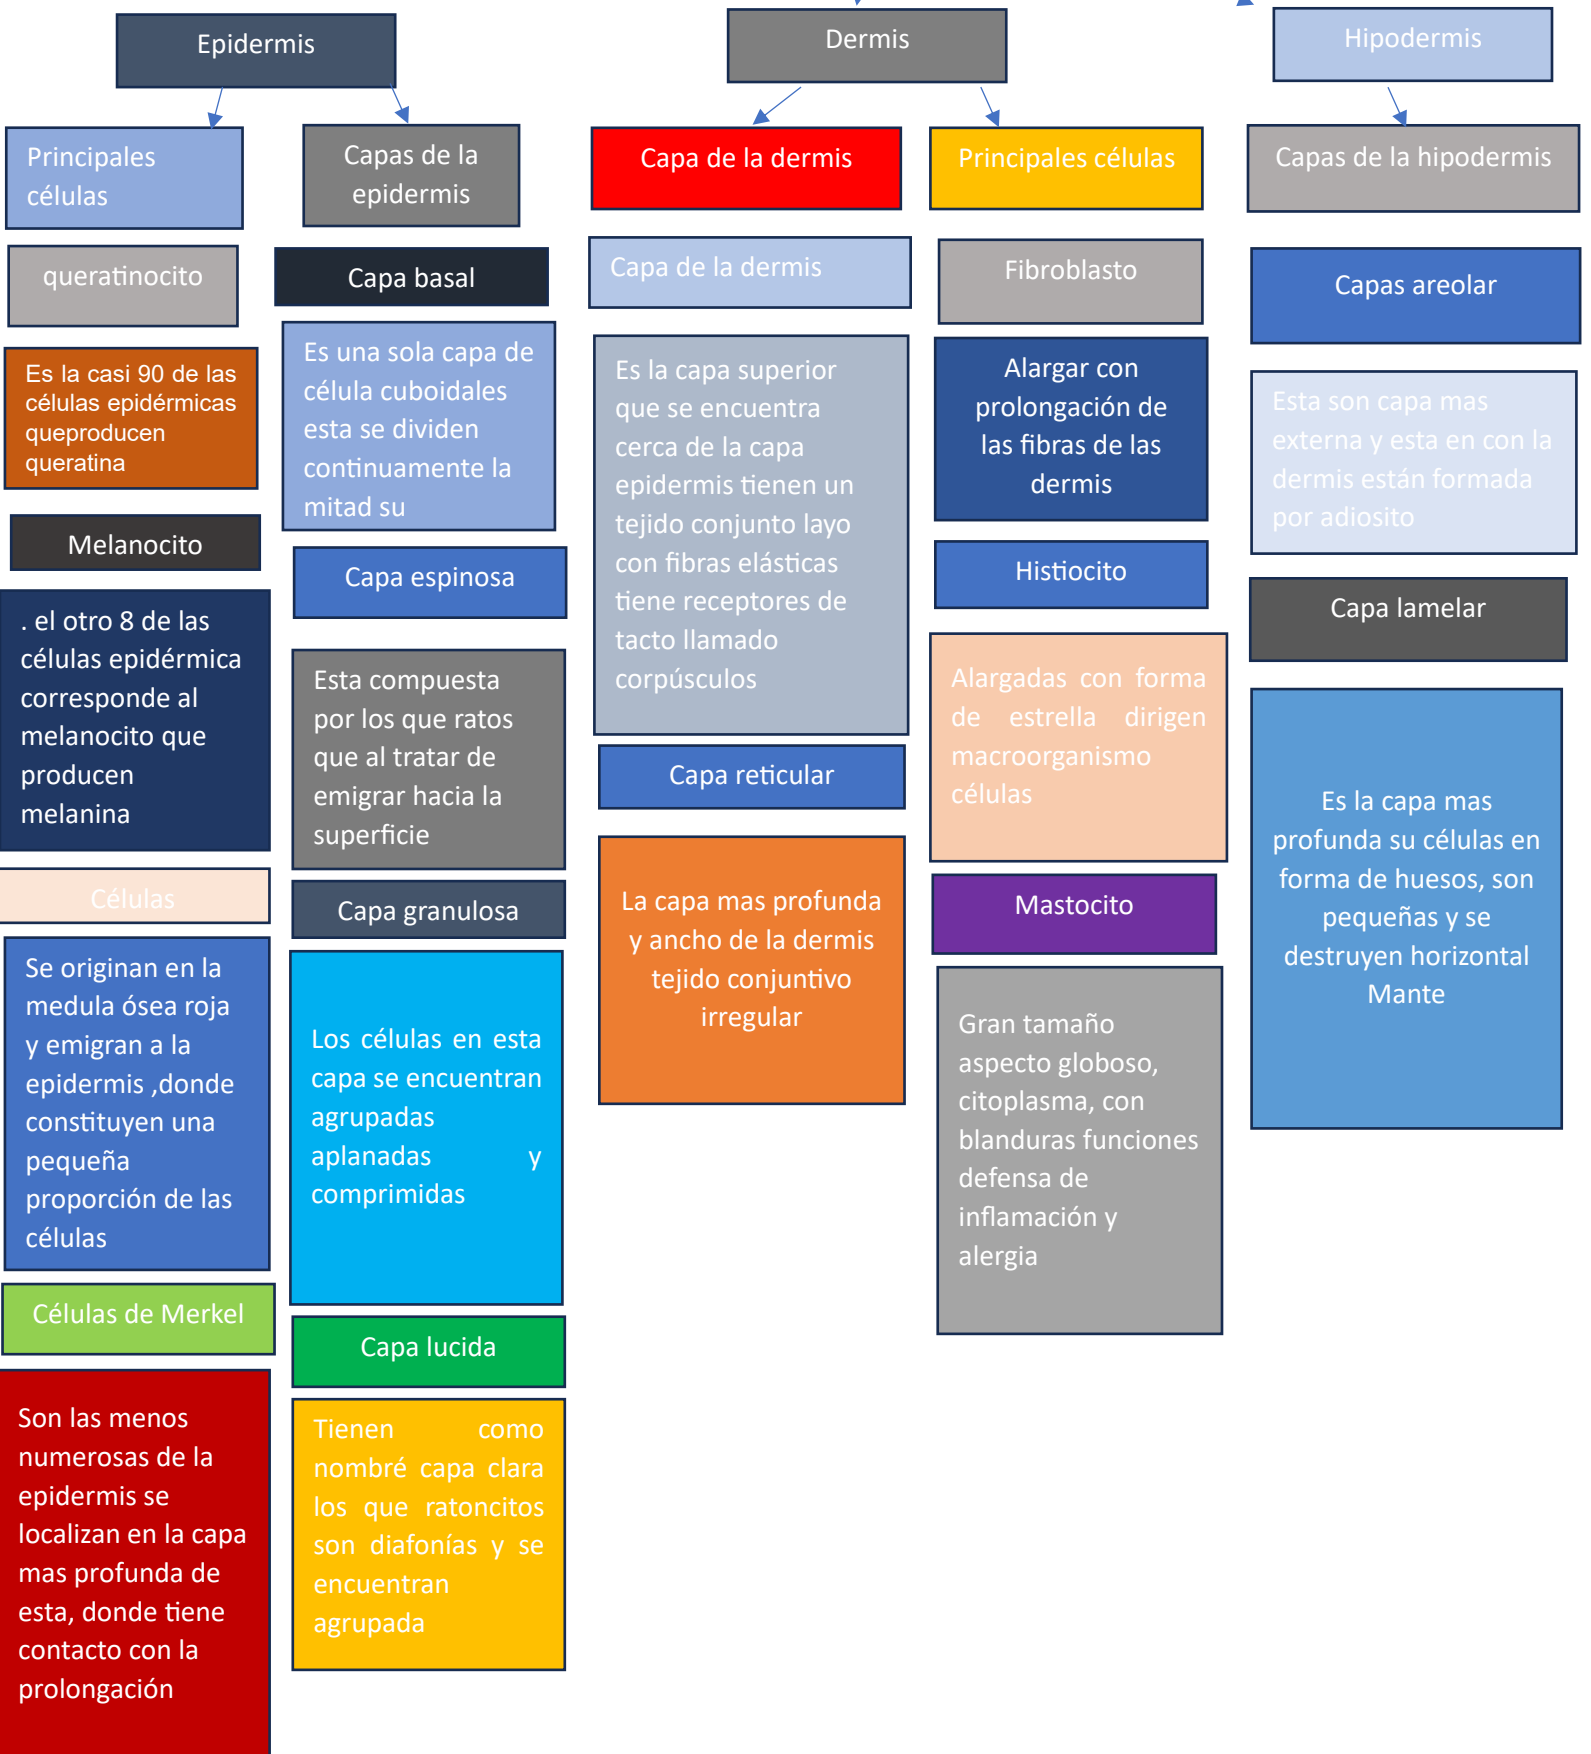 Epidermis
Dermis
Hipodermis
Principales
células
queratinocito
Es la casi 90 de las
células epidérmicas
queproducen
queratina
Melanocito
. el otro 8 de las
células epidérmica
corresponde al
melanocito que
producen
melanina
Células
Se originan en la
medula ósea roja
y emigran a la
epidermis ,donde
constituyen una
pequeña
proporción de las
células
Células de Merkel
Son las menos
numerosas de la
epidermis se
localizan en la capa
mas profunda de
esta, donde tiene
contacto con la
prolongación
Capas de la
epidermis
Capa basal
Es una sola capa de
célula cuboidales
esta se dividen
continuamente la
mitad su
Capa espinosa
Esta compuesta
por los que ratos
que al tratar de
emigrar hacia la
superficie
Capa granulosa
Los células en esta
capa se encuentran
agrupadas
aplanadas y
comprimidas
Capa lucida
Tienen como
nombré capa clara
los que ratoncitos
son diafonías y se
encuentran
agrupada
Capa de la dermis
Capa de la dermis
Es la capa superior
que se encuentra
cerca de la capa
epidermis tienen un
tejido conjunto layo
con fibras elásticas
tiene receptores de
tacto llamado
corpúsculos
Capa reticular
La capa mas profunda
y ancho de la dermis
tejido conjuntivo
irregular
Principales células
Fibroblasto
Alargar con
prolongación de
las fibras de las
dermis
Histiocito
Alargadas con forma
de estrella dirigen
macroorganismo
células
Mastocito
Gran tamaño
aspecto globoso,
citoplasma, con
blanduras funciones
defensa de
inflamación y
alergia
Capas de la hipodermis
Capas areolar
Esta son capa mas
externa y esta en con la
dermis están formada
por adiosito
Capa lamelar
Es la capa mas
profunda su células en
forma de huesos, son
pequeñas y se
destruyen horizontal
Mante